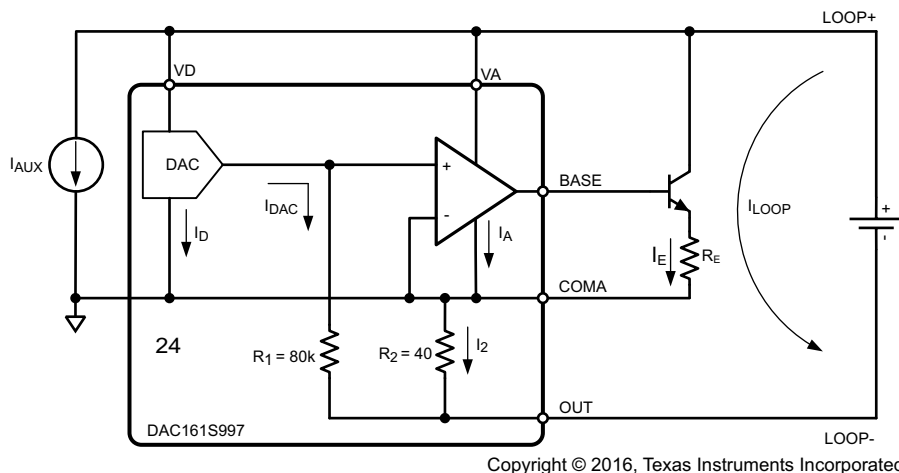 LOOP+
VD
VA
DAC
IAUX
+
-
BASE
IDAC
ILOOP
+
-
ID
IA
IE
RE
COMA
24
R1 = 80k
R2 = 40
I2
OUT
DAC161S997
LOOP-
Copyright © 2016, Texas Instruments Incorporated